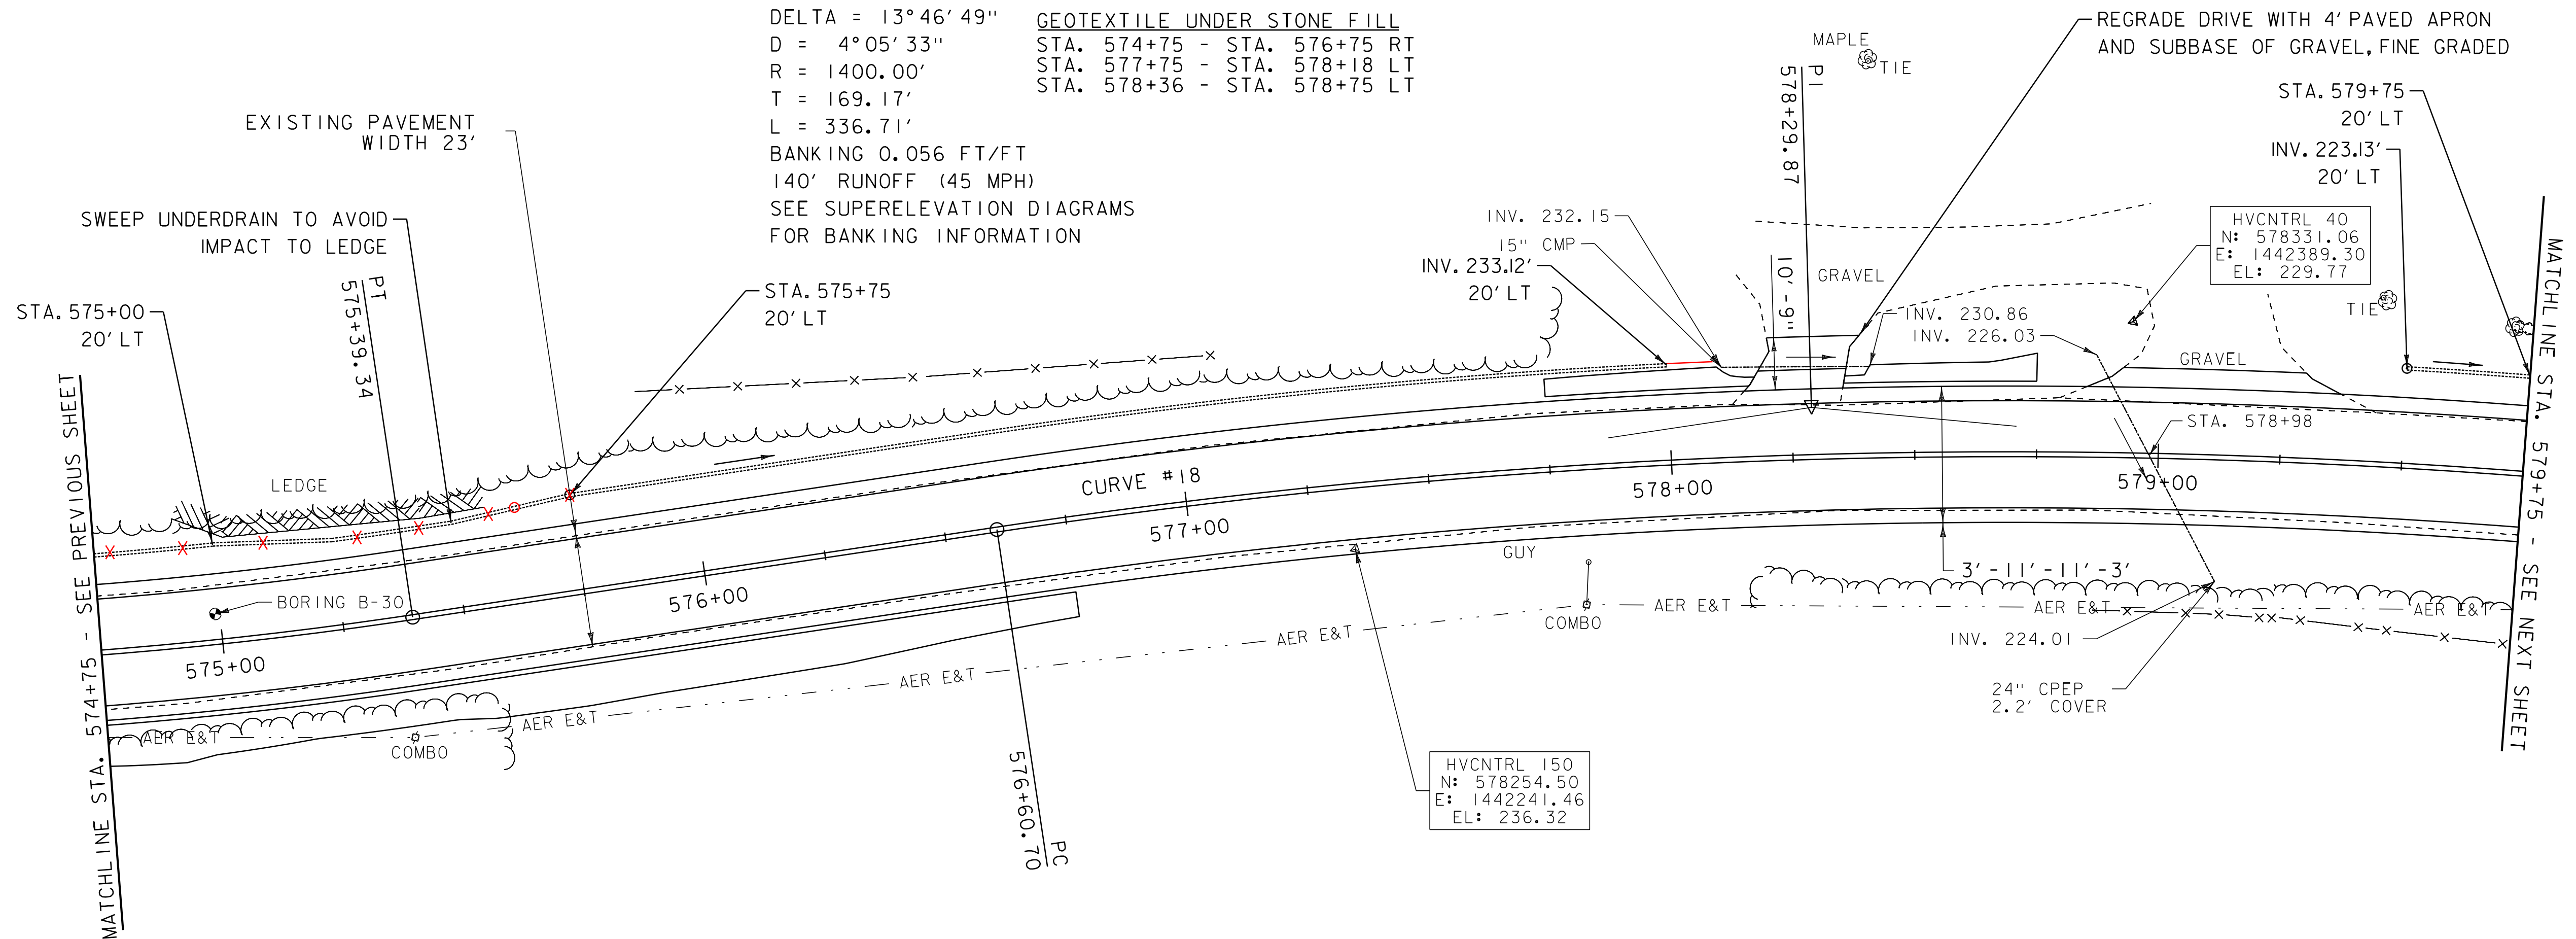 DELTA = 13°46'49"
D = 4°05'33"
R = 1400.00'
T = 169.17'
L = 336.71'
BANKING 0.056 FT/FT
140' RUNOFF (45 MPH)
SEE SUPERELEVATION DIAGRAMS
FOR BANKING INFORMATION
GEOTEXTILE UNDER STONE FILL
STA. 574+75 - STA. 576+75 RT
STA. 577+75 - STA. 578+18 LT
STA. 578+36 - STA. 578+75 LT
MAPLE
TIE
PI
578+29.87
REGRADE DRIVE WITH 4' PAVED APRON
AND SUBBASE OF GRAVEL, FINE GRADED
STA. 579+75
20' LT
INV. 223.13'
20' LT
EXISTING PAVEMENT
WIDTH 23'
SWEEP UNDERDRAIN TO AVOID
IMPACT TO LEDGE
PT
575+39.34
STA. 575+00
20' LT
STA. 575+75
20' LT
INV. 232.15
15" CMP
INV. 233.12'
20' LT
10'-9"
GRAVEL
INV. 230.86
INV. 226.03
HVCNTRL 40
N: 578331.06
E: 1442389.30
EL: 229.77
TIE
GRAVEL
STA. 578+98
MATCHLINE STA. 574+75 - SEE PREVIOUS SHEET
MATCHLINE STA. 579+75 - SEE NEXT SHEET
LEDGE
CURVE #18
BORING B-30
575+00
576+00
577+00
578+00
579+00
GUY
3'-11'-11'-3'
AER E&T
COMBO
AER E&T
AER E&T
AER E&T
COMBO
AER E&T
AER E&T
AER E&T
INV. 224.01
24" CPEP
2.2' COVER
576+60.70
PC
HVCNTRL 150
N: 578254.50
E: 1442241.46
EL: 236.32